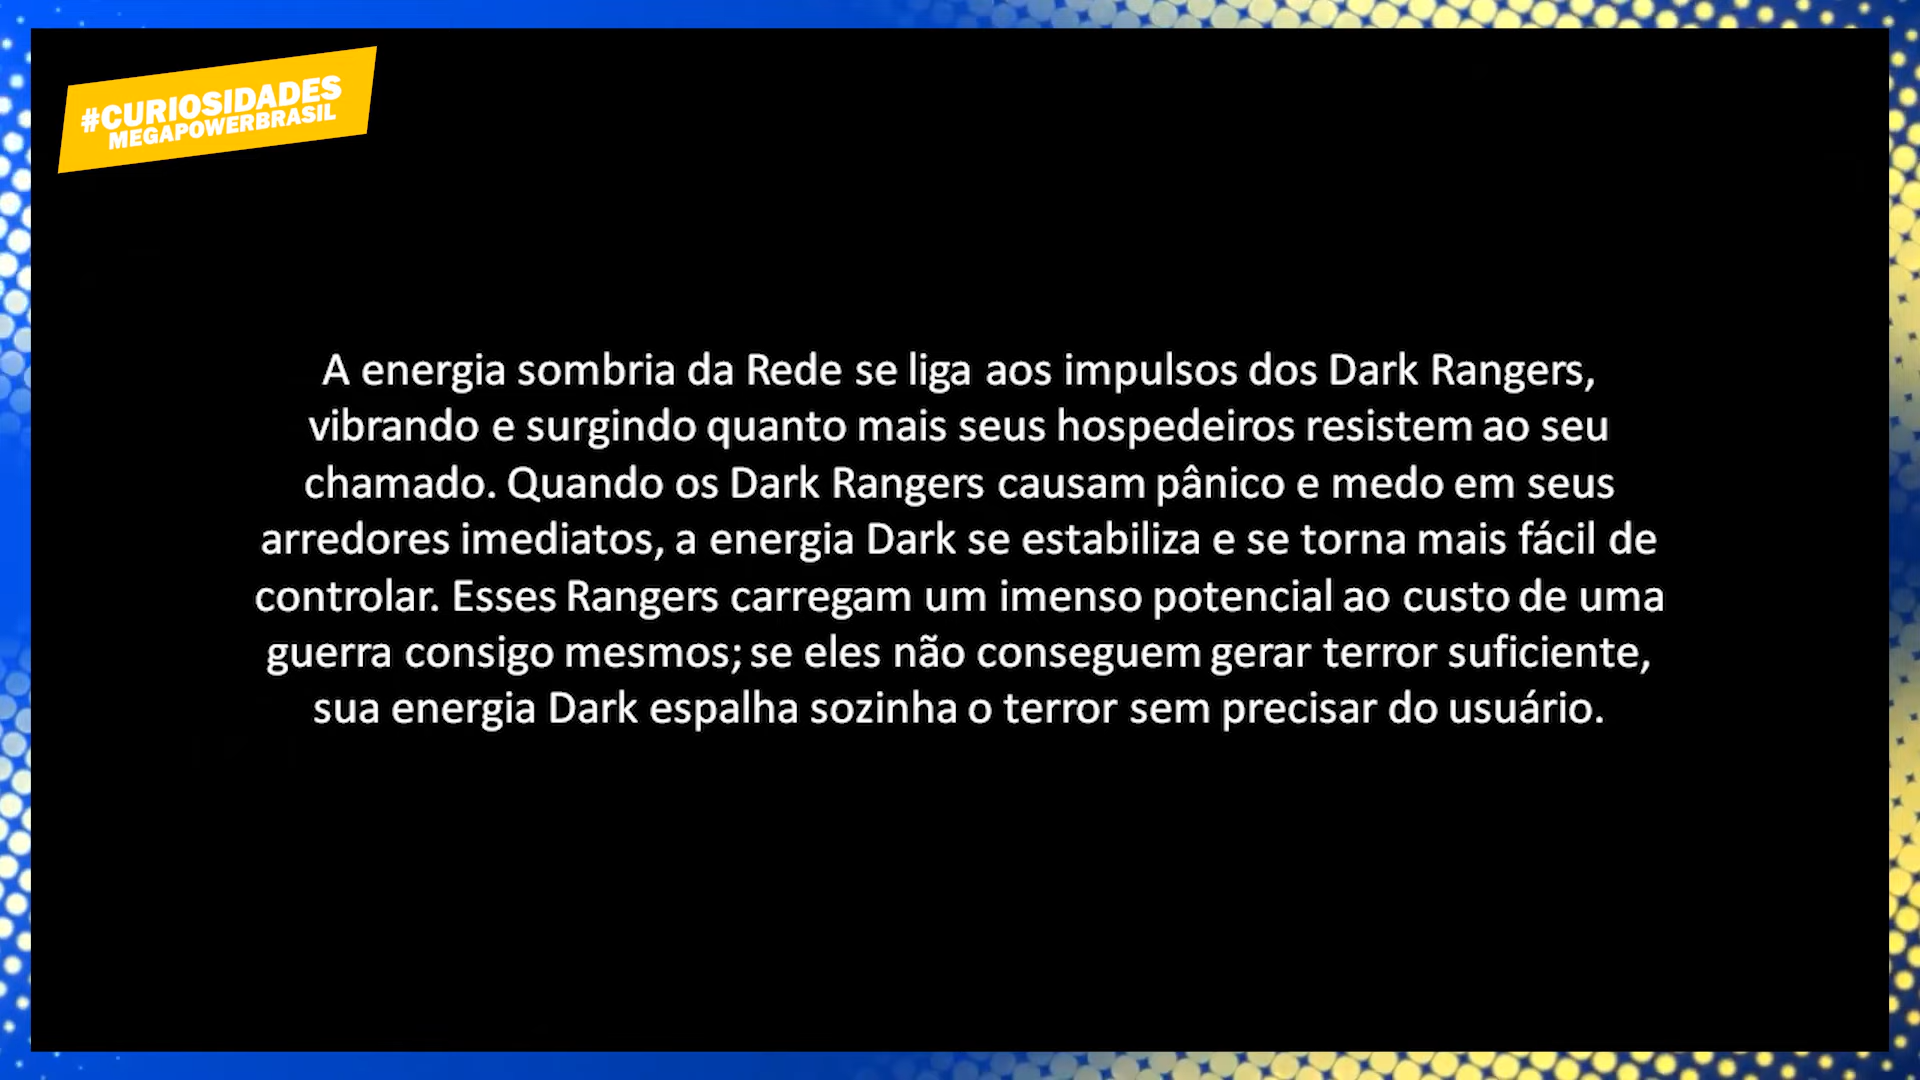 #CURIOSIDADES
MEGAPOWERBRASIL
A energia sombria da Rede se liga aos impulsos dos Dark Rangers,
vibrando e surgindo quanto mais seus hospedeiros resistem ao seu
chamado. Quando os Dark Rangers causam pânico e medo em seus
arredores imediatos, a energia Dark se estabiliza e se torna mais fácil de
controlar. Esses Rangers carregam um imenso potencial ao custo de uma
guerra consigo mesmos; se eles não conseguem gerar terror suficiente,
sua energia Dark espalha sozinha o terror sem precisar do usuário.